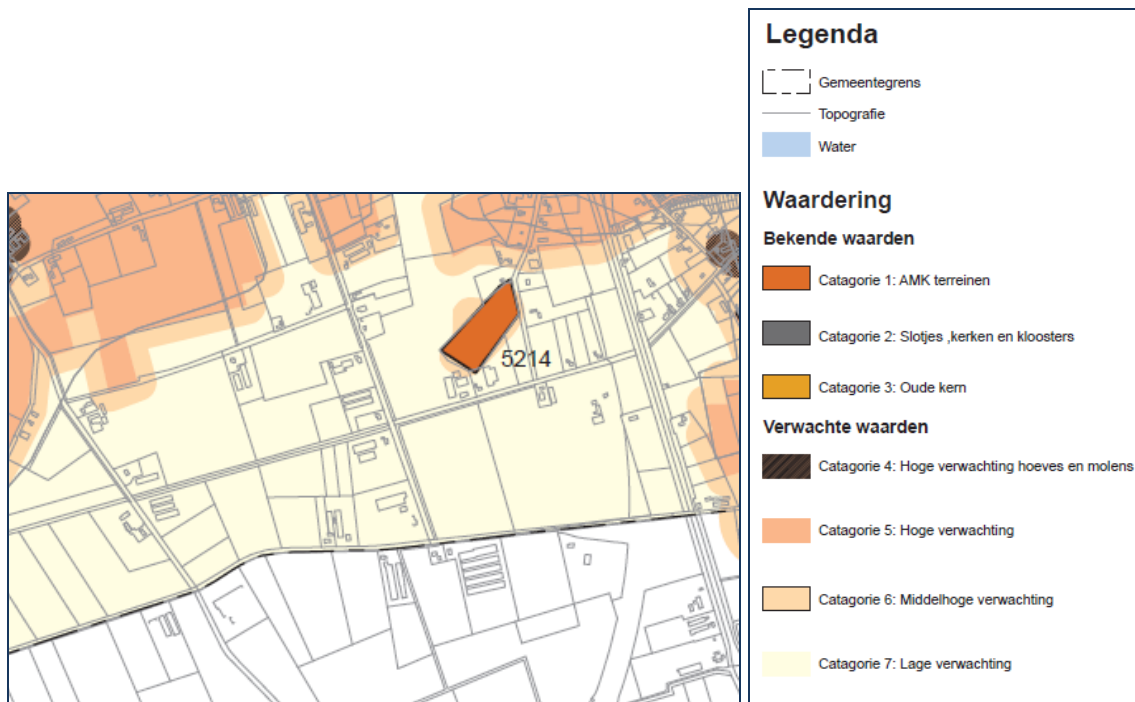 5214
Legenda
Gemeentegrens
Topografie
Water
Waardering
Bekende waarden
Catagorie 1: AMK terreinen
Catagorie 2: Slotjes ,kerken en kloosters
Catagorie 3: Oude kern
Verwachte waarden
Catagorie 4: Hoge verwachting hoeves en molens
Catagorie 5: Hoge verwachting
Catagorie 6: Middelhoge verwachting
Catagorie 7: Lage verwachting